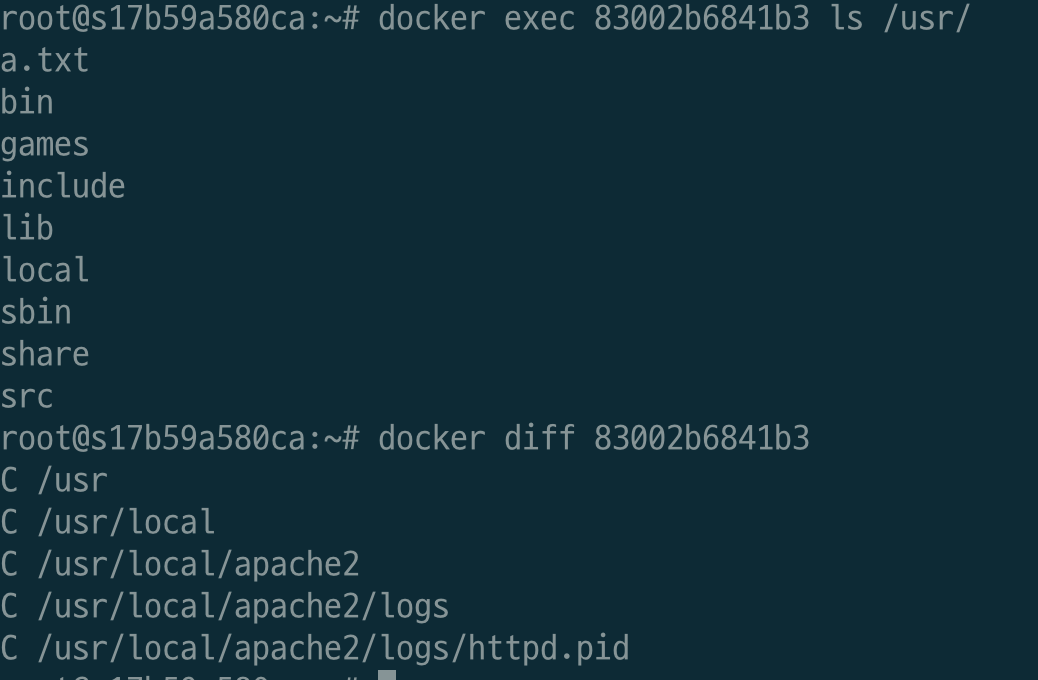 root@s17b59a580ca:~# docker exec 83002b6841b3 ls /usr/
a.txt
bin
games
include
lib
local
sbin
share
src
root@s17b59a580ca:~# docker diff 83002b6841b3
C /usr
C /usr/local
C /usr/local/apache2
C /usr/local/apache2/logs
C /usr/local/apache2/logs/httpd.pid